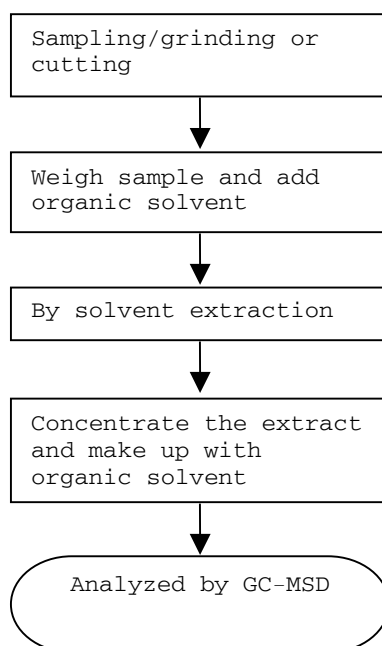 Sampling/grinding or
cutting
Weigh sample and add
organic solvent
By solvent extraction
Concentrate the extract
and make up with
organic solvent
Analyzed by GC-MSD